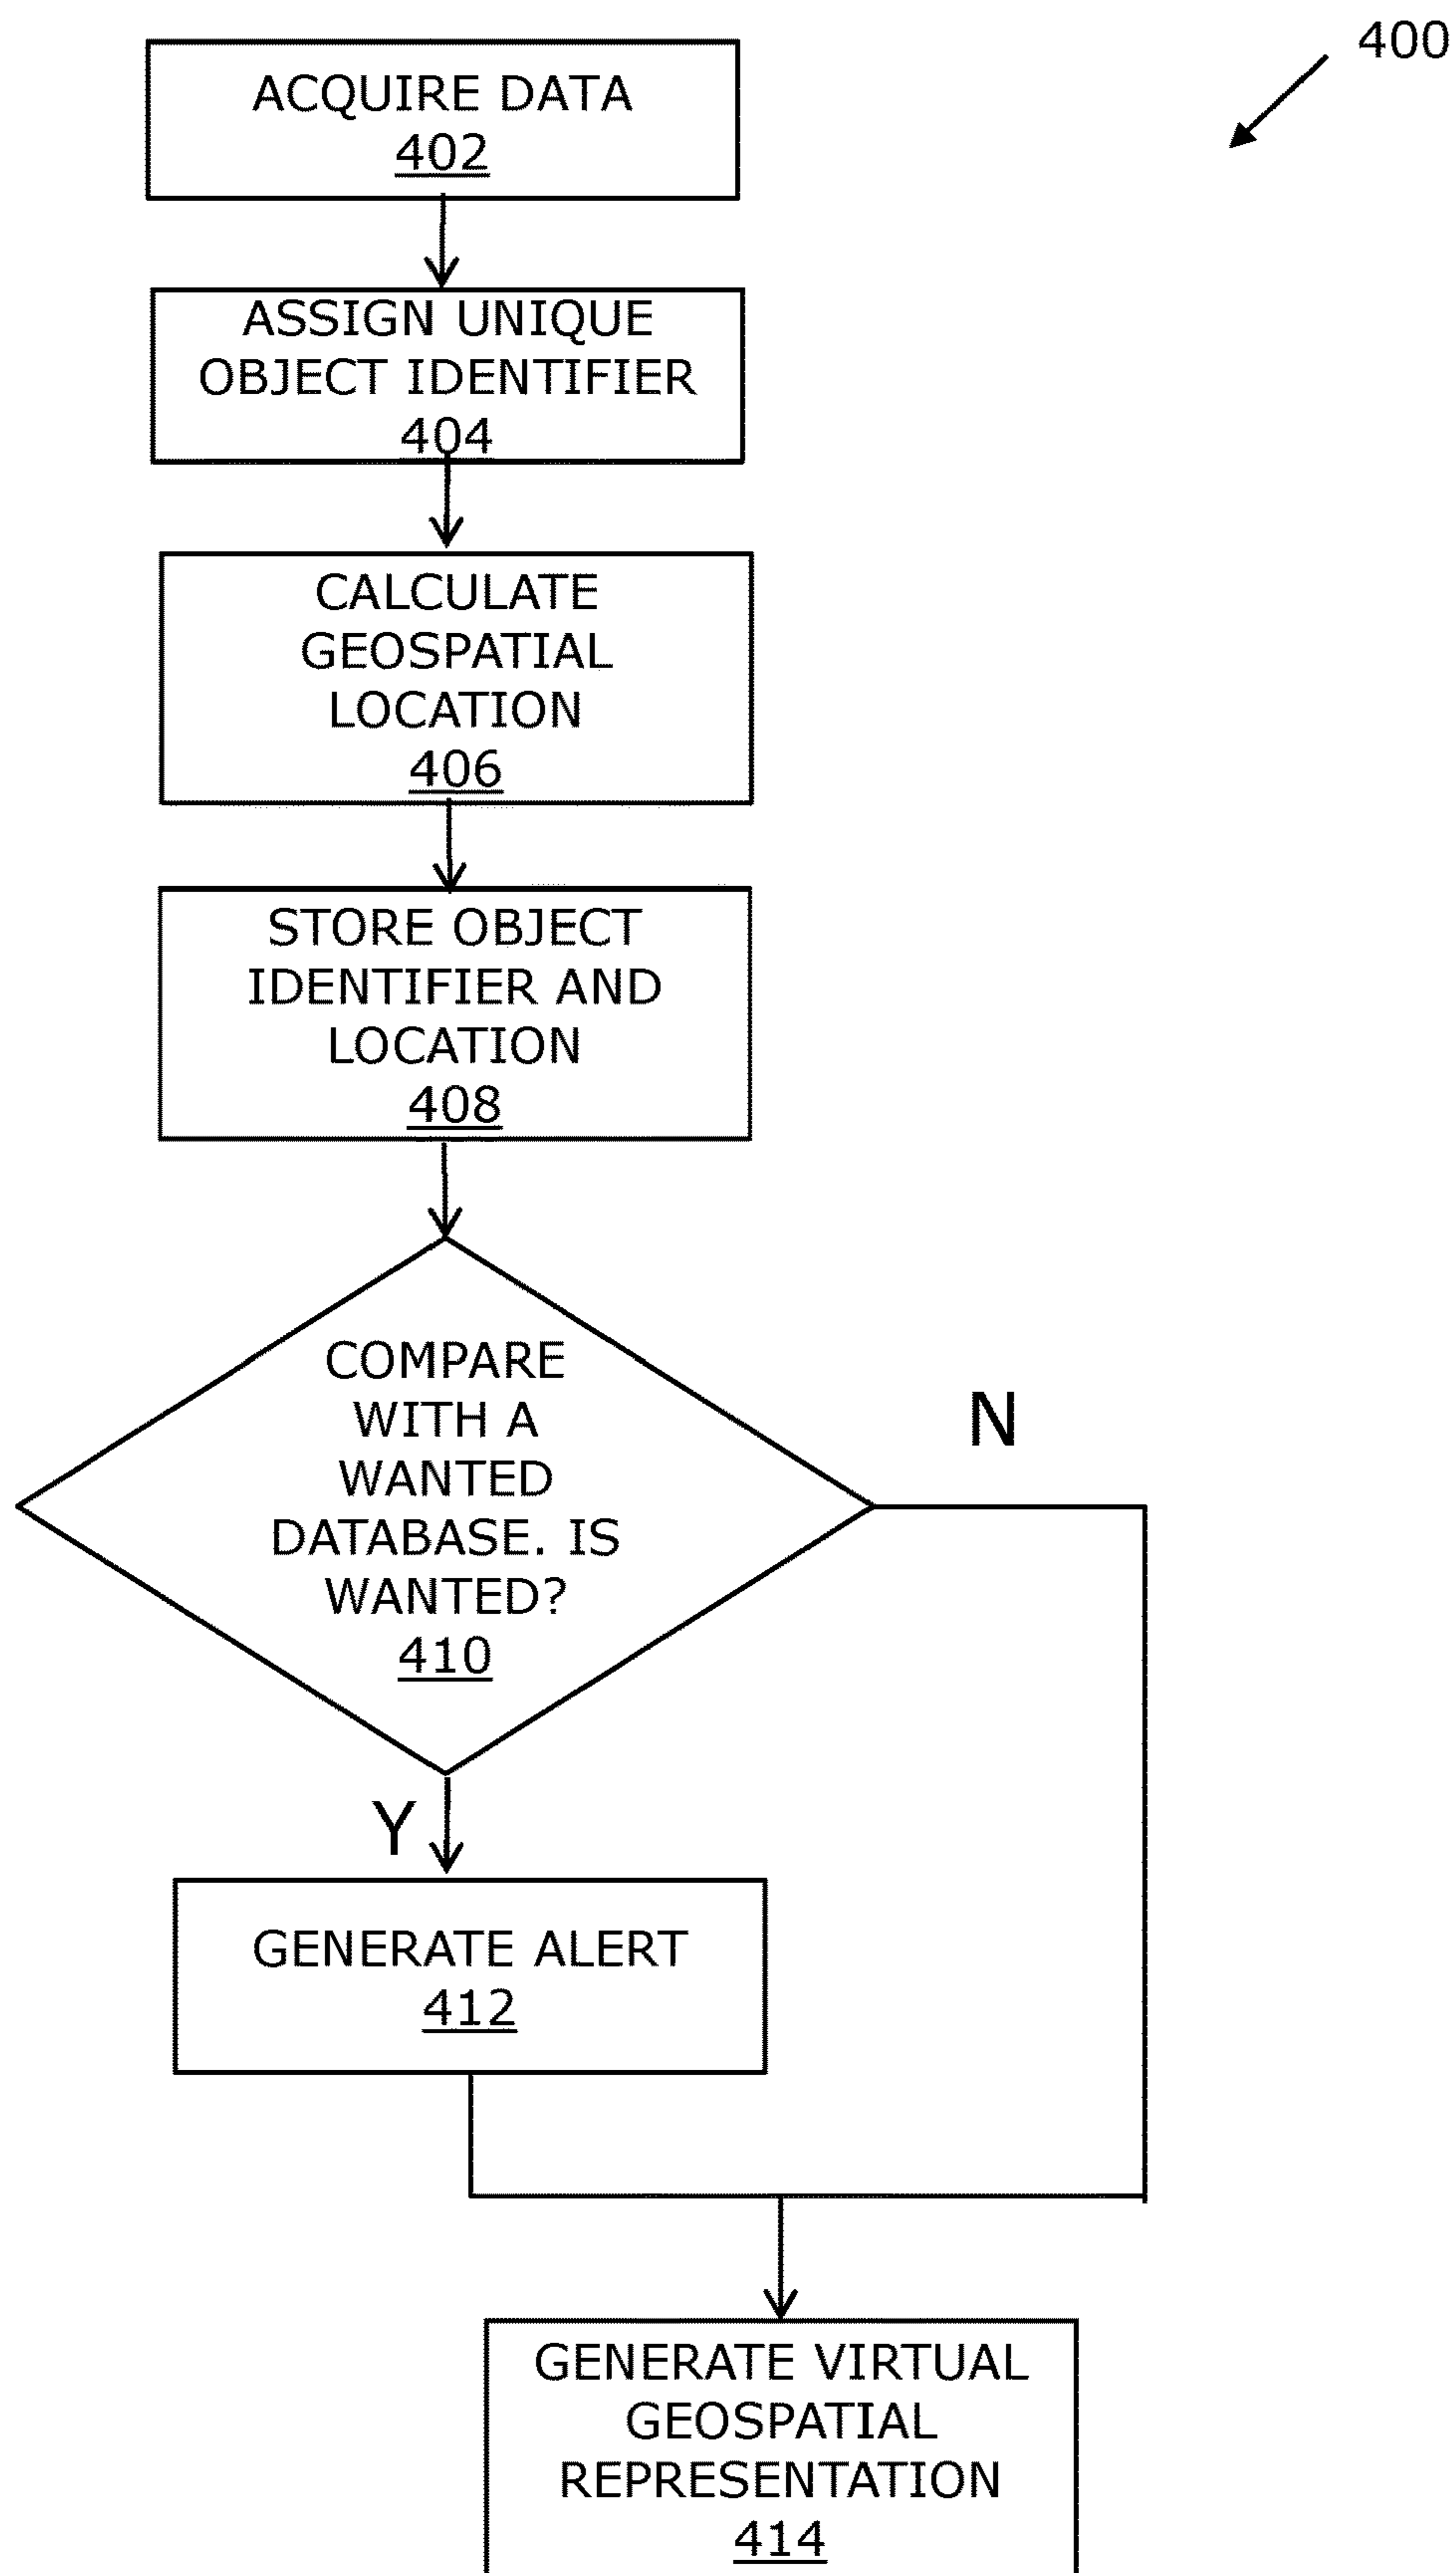 400
ACQUIRE DATA
402
ASSIGN UNIQUE
OBJECT IDENTIFIER
404
CALCULATE
GEOSPATIAL
LOCATION
406
STORE OBJECT
IDENTIFIER AND
LOCATION
408
COMPARE
WITH A
WANTED
DATABASE. IS
WANTED?
410
N
Y
GENERATE ALERT
412
GENERATE VIRTUAL
GEOSPATIAL
REPRESENTATION
414